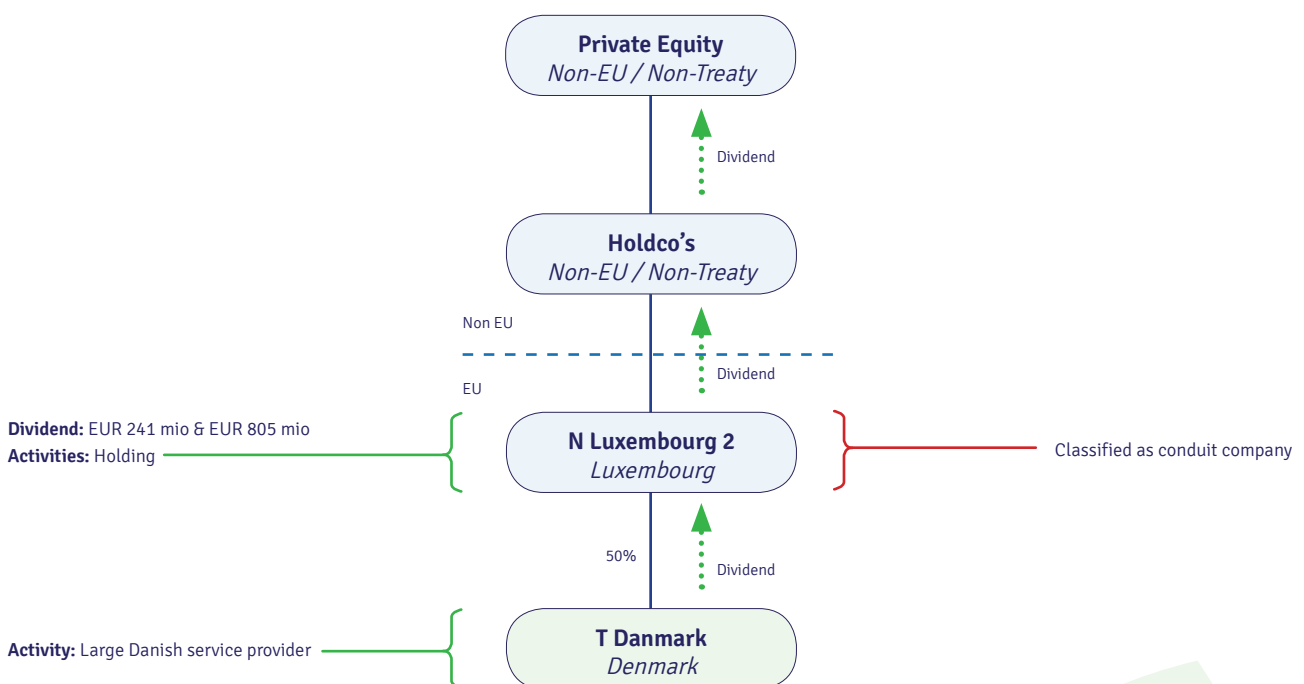 Private Equity
Non-EU / Non-Treaty
Dividend
Holdco’s
Non-EU / Non-Treaty
Non EU
Dividend
EU
Dividend: EUR 241 mio & EUR 805 mio
Activities: Holding
N Luxembourg 2
Luxembourg
Classified as conduit company
50%
Dividend
T Danmark
Denmark
Activity: Large Danish service provider